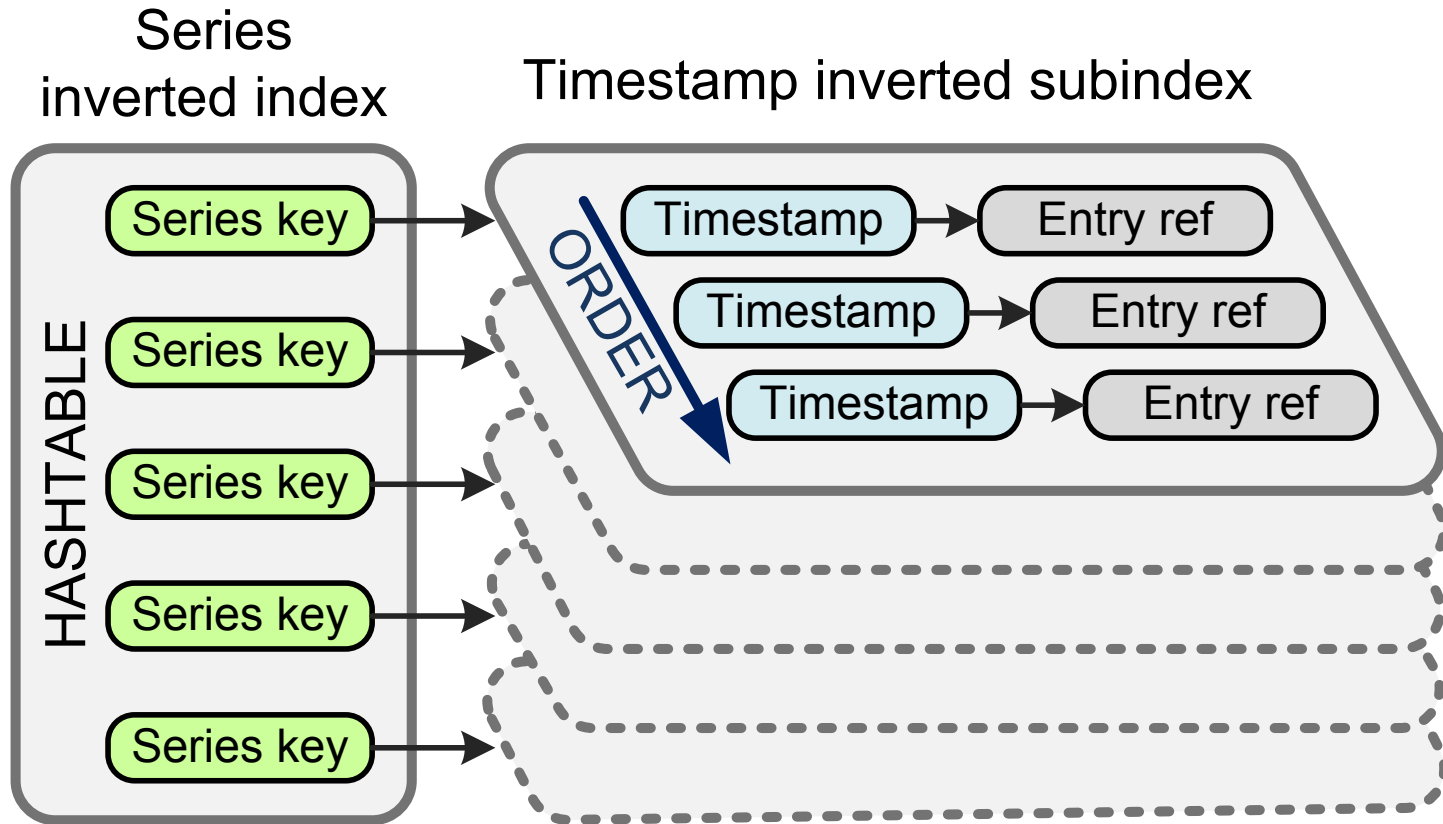 Series
inverted index
Timestamp inverted subindex
HASHTABLE
Series key
Series key
Series key
Series key
Series key
ORDER
Timestamp
Entry ref
Timestamp
Entry ref
Timestamp
Entry ref